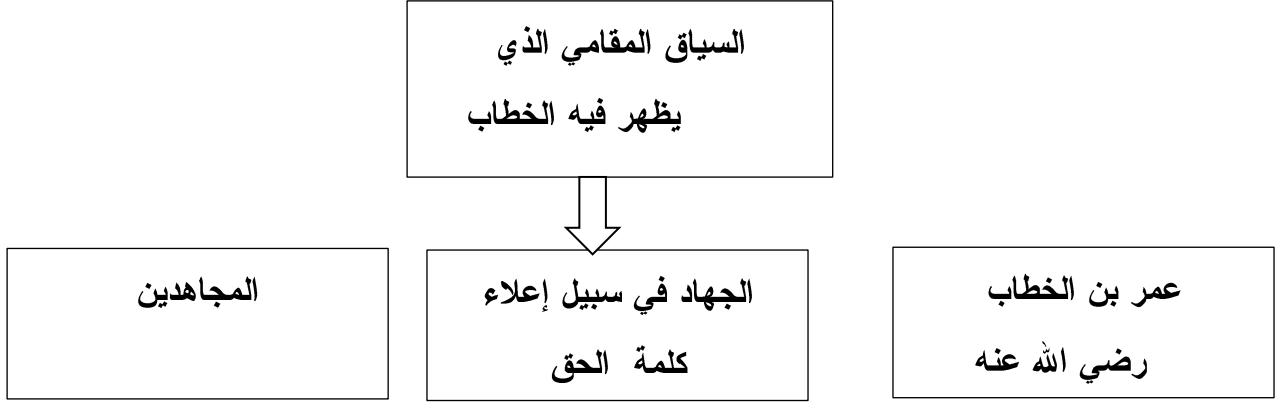 السياق المقامي الذي
يظهر فيه الخطاب
عمر بن الخطاب
رضي الله عنه
الجهاد في سبيل إعلاء
كلمة الحق
المجاهدين